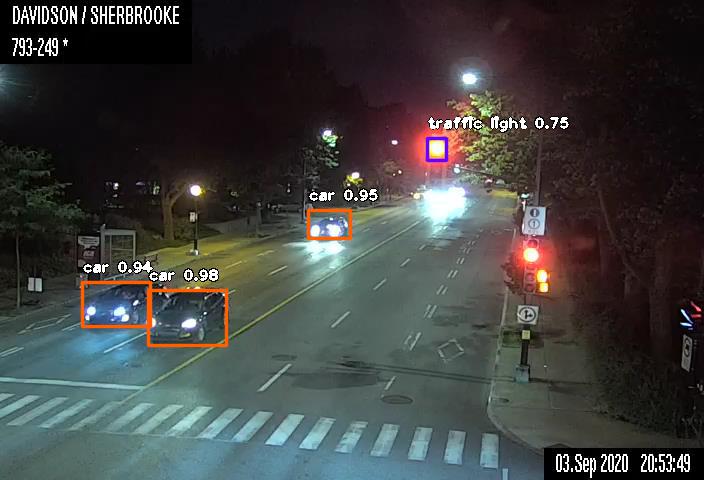 DAVIDSON / SHERBROOKE
793-249 *
traffic light 0.75
car 0.95
car 0.94
car 0.98
03.Sep 2020 20:53:49